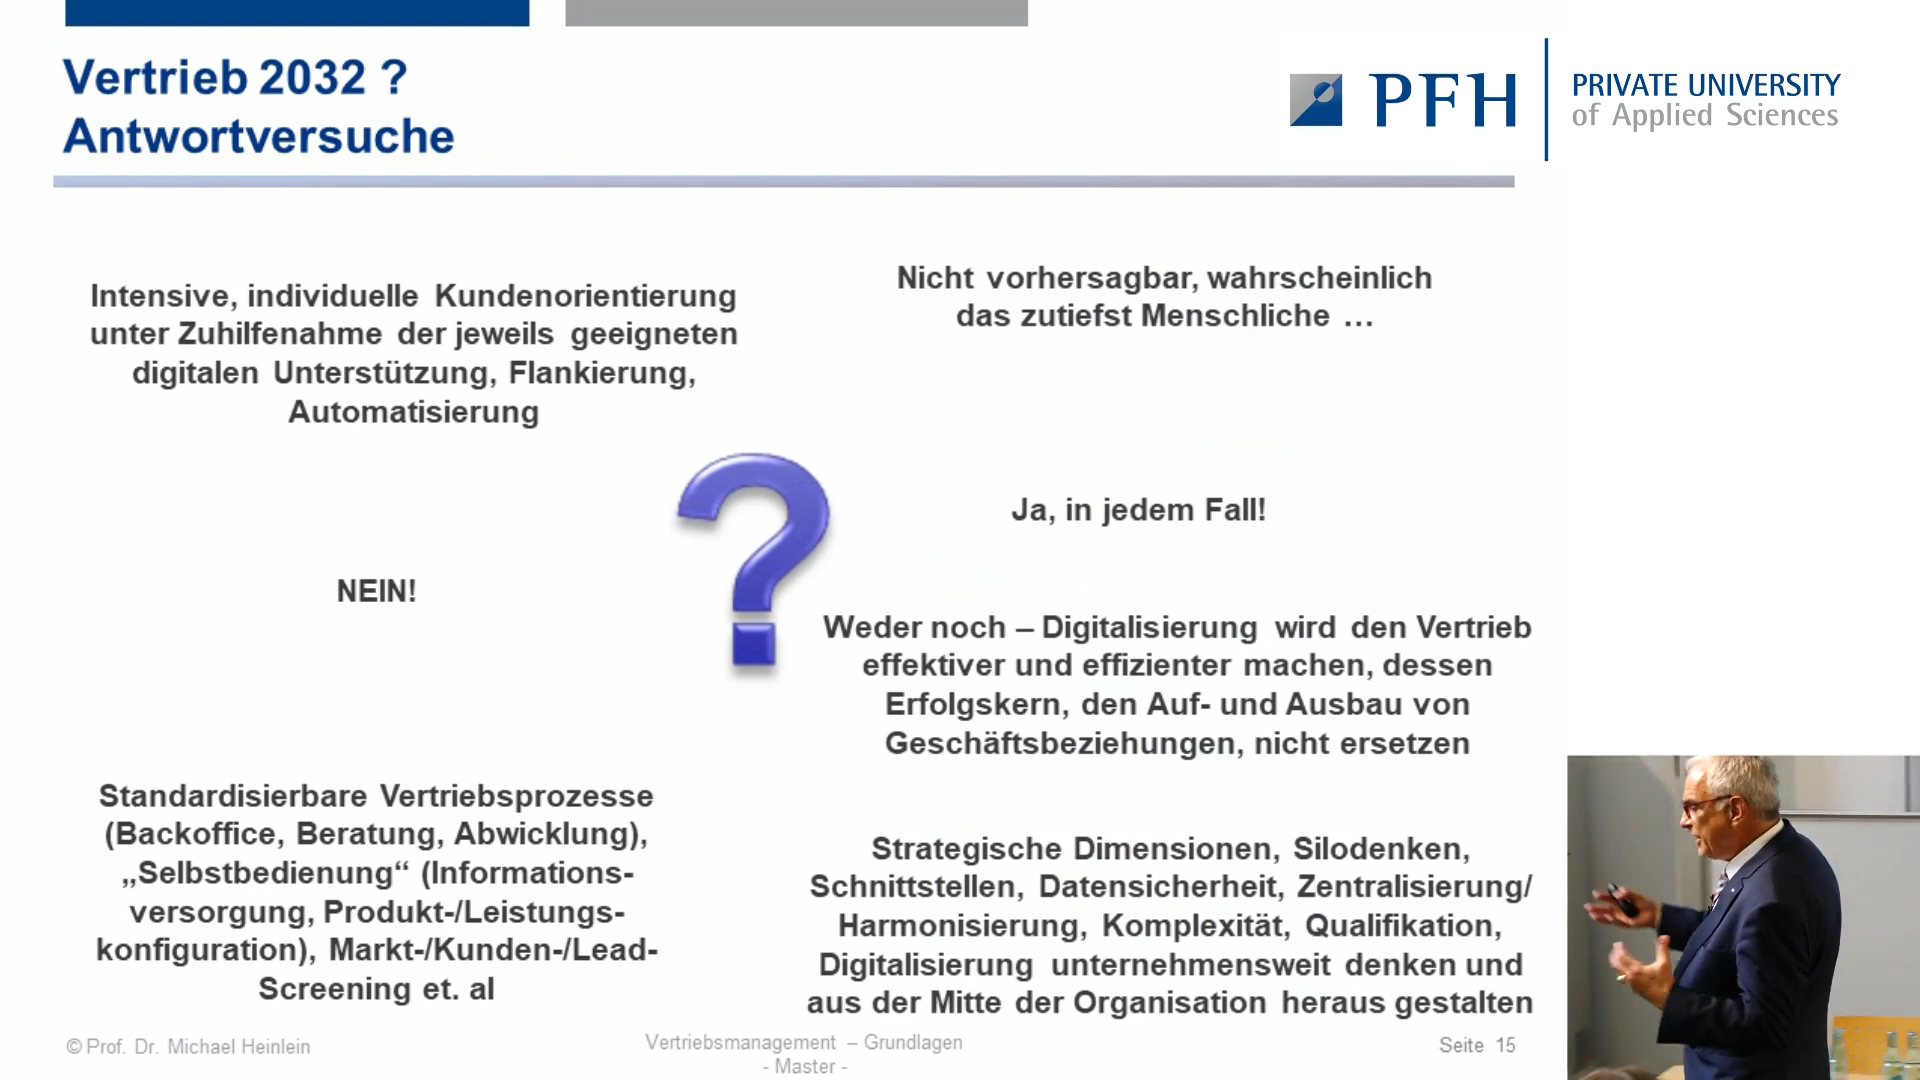 Vertrieb 2032 ?
Antwortversuche
PFH
PRIVATE UNIVERSITY
of Applied Sciences
Intensive, individuelle Kundenorientierung
unter Zuhilfenahme der jeweils geeigneten
digitalen Unterstützung, Flankierung,
Automatisierung
Nicht vorhersagbar, wahrscheinlich
das zutiefst Menschliche …
Ja, in jedem Fall!
NEIN!
Weder noch – Digitalisierung wird den Vertrieb
effektiver und effizienter machen, dessen
Erfolgskern, den Auf- und Ausbau von
Geschäftsbeziehungen, nicht ersetzen
Standardisierbare Vertriebsprozesse
(Backoffice, Beratung, Abwicklung),
„Selbstbedienung“ (Informations-
versorgung, Produkt-/Leistungs-
konfiguration), Markt-/Kunden-/Lead-
Screening et. al
Strategische Dimensionen, Silodenken,
Schnittstellen, Datensicherheit, Zentralisierung/
Harmonisierung, Komplexität, Qualifikation,
Digitalisierung unternehmensweit denken und
aus der Mitte der Organisation heraus gestalten
© Prof. Dr. Michael Heinlein
Vertriebsmanagement – Grundlagen
- Master -
Seite 15